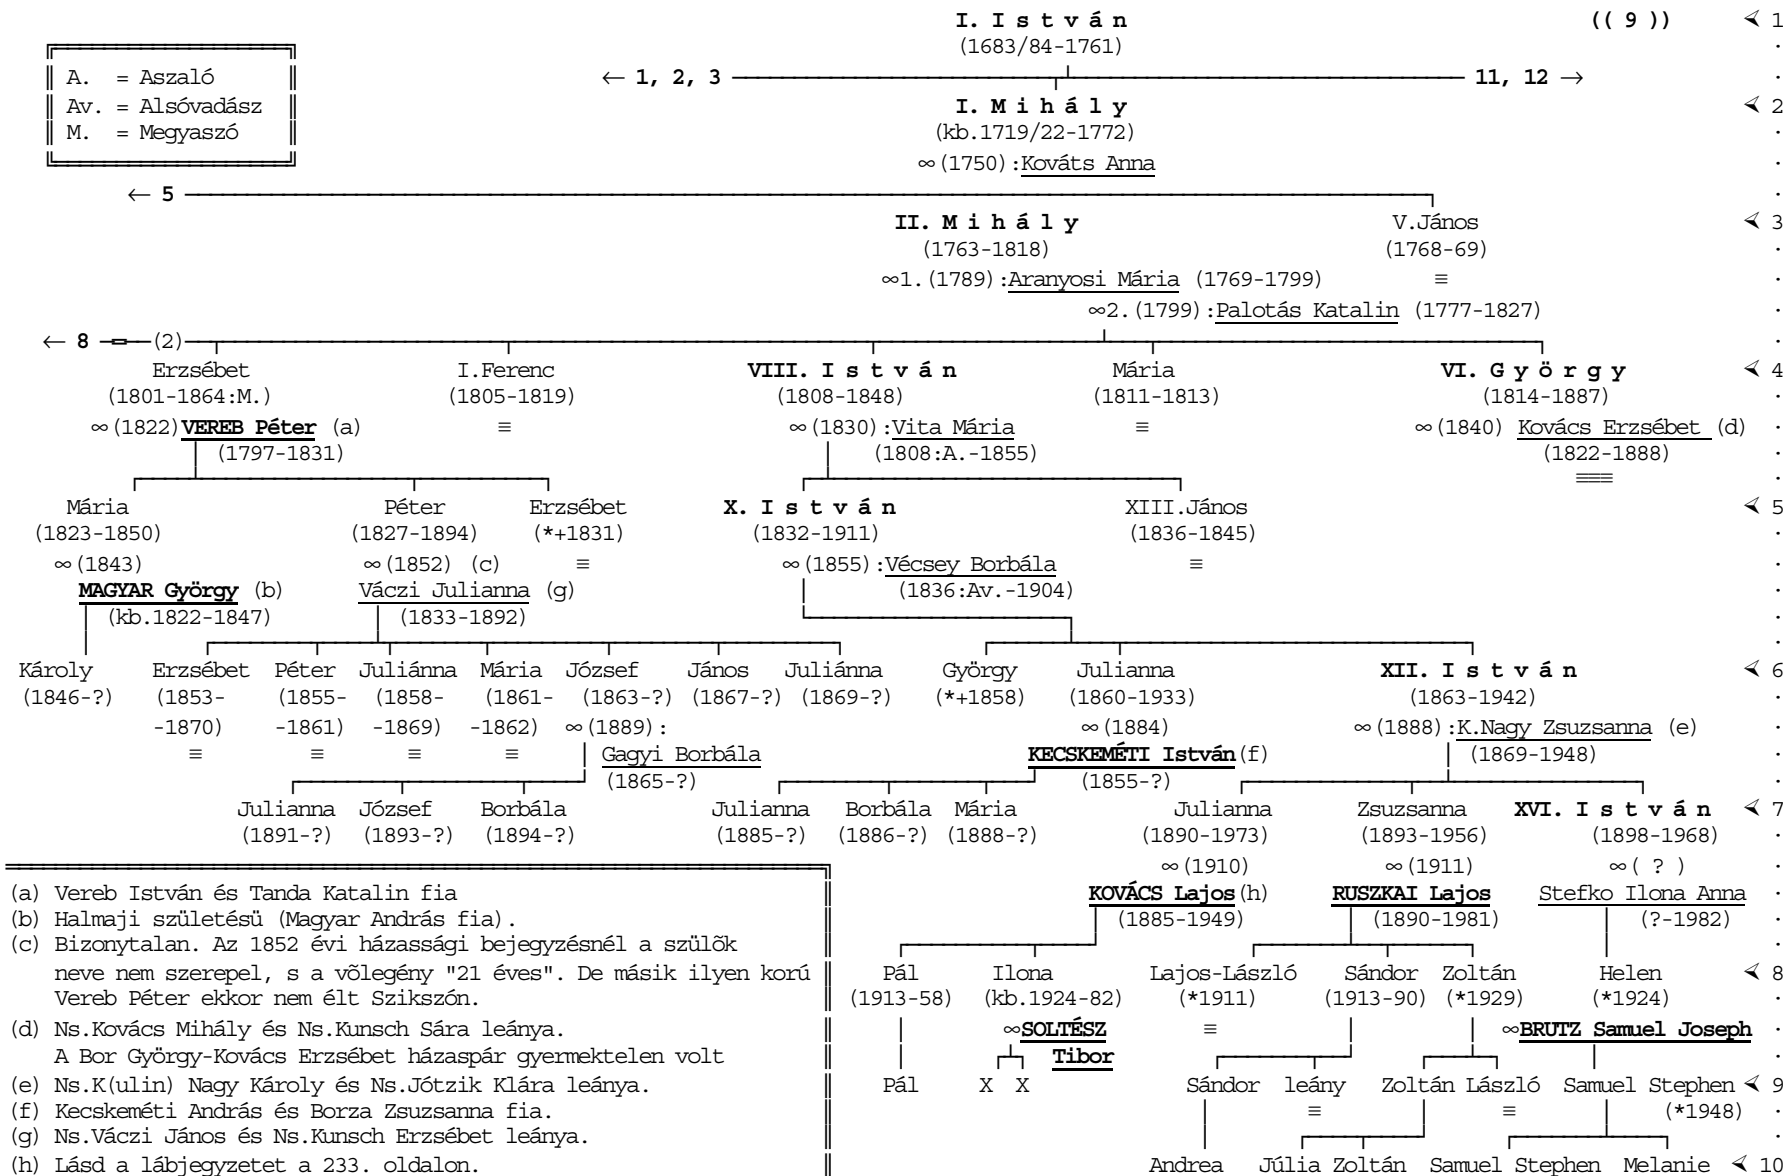 I. I s t v á n (( 9 )) ⋖ 1
(1683/84-1761)
A. = Aszaló
← 1, 2, 3 11, 12 →
Av. = Alsóvadász I. M i h á l y ⋖ 2
M. = Megyaszó (kb.1719/22-1772)
∞(1750):Kováts Anna
← 5
II. M i h á l y V.János ⋖ 3
(1763-1818) (1768-69)
∞1.(1789):Aranyosi Mária (1769-1799) ≡
∞2.(1799):Palotás Katalin (1777-1827)
← 8 (2)
Erzsébet I.Ferenc VIII. I s t v á n Mária VI. G y ö r g y ⋖ 4
(1801-1864:M.) (1805-1819) (1808-1848) (1811-1813) (1814-1887)
∞(1822)VEREB Péter (a) ≡ ∞(1830):Vita Mária ≡ ∞(1840) Kovács Erzsébet (d)
(1797-1831) (1808:A.-1855) (1822-1888)
≡≡≡
Mária Péter Erzsébet X. I s t v á n XIII.János ⋖ 5
(1823-1850) (1827-1894) (*+1831) (1832-1911) (1836-1845)
∞(1843) ∞(1852) (c) ≡ ∞(1855):Vécsey Borbála ≡
MAGYAR György (b) Váczi Julianna (g) (1836:Av.-1904)
(kb.1822-1847) (1833-1892)
Károly Erzsébet Péter Juliánna Mária József János Juliánna György Julianna XII. I s t v á n ⋖ 6
(1846-?) (1853- (1855- (1858- (1861- (1863-?) (1867-?) (1869-?) (*+1858) (1860-1933) (1863-1942)
-1870) -1861) -1869) -1862) ∞(1889): ∞(1884) ∞(1888):K.Nagy Zsuzsanna (e)
≡ ≡ ≡ ≡ Gagyi Borbála KECSKEMÉTI István(f) (1869-1948)
(1865-?) (1855-?)
Julianna József Borbála Julianna Borbála Mária Julianna Zsuzsanna XVI. I s t v á n ⋖ 7
(1891-?) (1893-?) (1894-?) (1885-?) (1886-?) (1888-?) (1890-1973) (1893-1956) (1898-1968)
∞(1910) ∞(1911) ∞( ? )
(a) Vereb István és Tanda Katalin fia KOVÁCS Lajos(h) RUSZKAI Lajos Stefko Ilona Anna
(b) Halmaji születésü (Magyar András fia). (1885-1949) (1890-1981) (?-1982)
(c) Bizonytalan. Az 1852 évi házassági bejegyzésnél a szülõk
neve nem szerepel, s a võlegény "21 éves". De másik ilyen korú Pál Ilona Lajos-László Sándor Zoltán Helen ⋖ 8
Vereb Péter ekkor nem élt Szikszón. (1913-58) (kb.1924-82) (*1911) (1913-90) (*1929) (*1924)
(d) Ns.Kovács Mihály és Ns.Kunsch Sára leánya. ∞SOLTÉSZ ≡ ∞BRUTZ Samuel Joseph
A Bor György-Kovács Erzsébet házaspár gyermektelen volt Tibor
(e) Ns.K(ulin) Nagy Károly és Ns.Jótzik Klára leánya. Pál X X Sándor leány Zoltán László Samuel Stephen ⋖ 9
(f) Kecskeméti András és Borza Zsuzsanna fia. ≡ ≡ (*1948)
(g) Ns.Váczi János és Ns.Kunsch Erzsébet leánya.
(h) Lásd a lábjegyzetet a 233. oldalon. Andrea Júlia Zoltán Samuel Stephen Melanie ⋖ 10